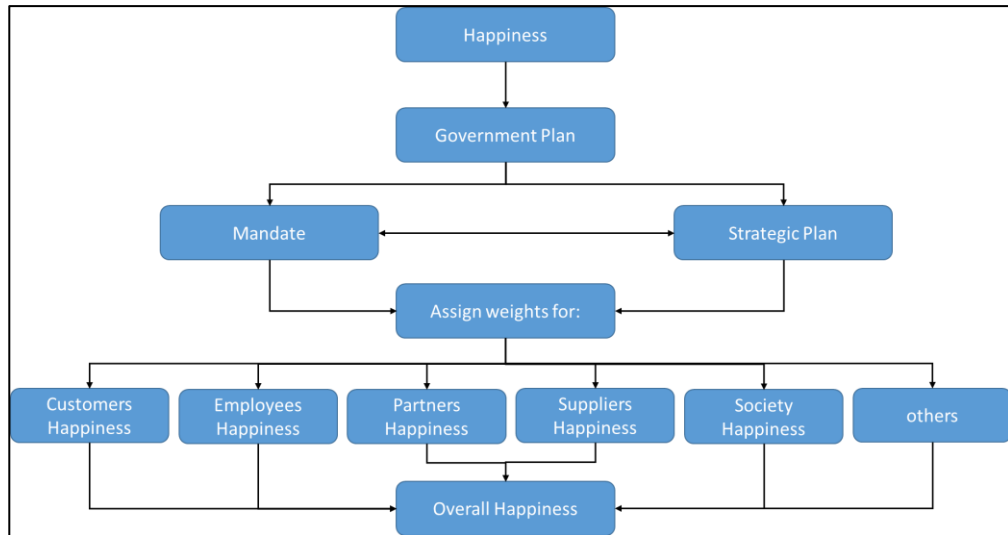 Happiness
Government Plan
Mandate
Strategic Plan
Assign weights for:
Customers
Happiness
Employees
Happiness
Partners
Happiness
Suppliers
Happiness
Society
Happiness
others
Overall Happiness